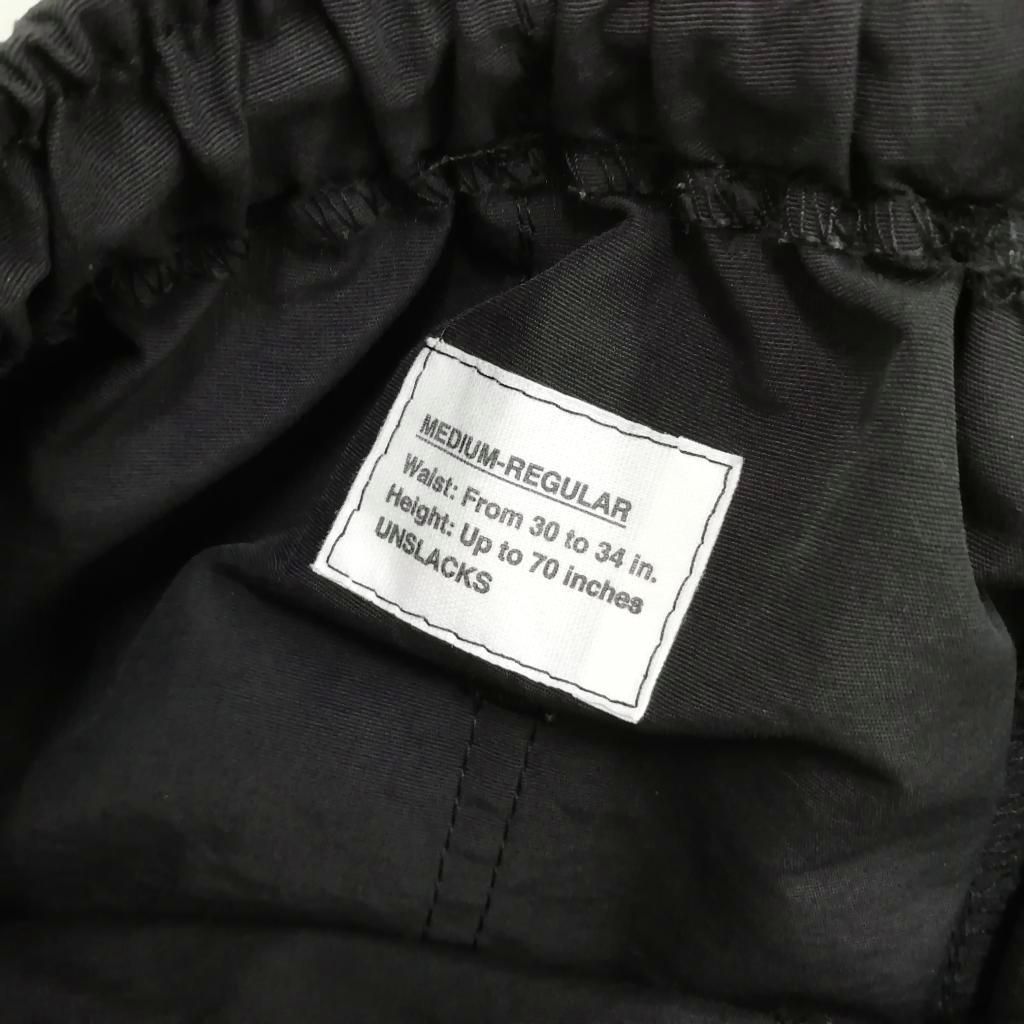 MEDIUM-REGULAR
Waist: From 30 to 34 in.
Height: Up to 70 inches
UNSLACKS